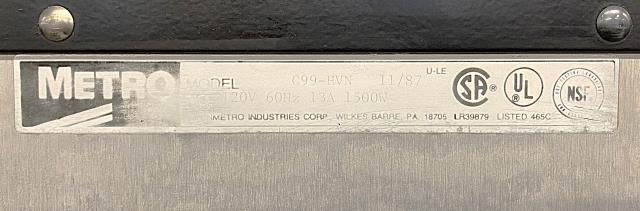 METRO MODEL C99-HVN 11/87 U-LE
120V 60Hz 13A 1500W
METRO INDUSTRIES CORP., WILKES BARRE, PA. 18705 LR39879 LISTED 465C
SA ® UL ® NSF